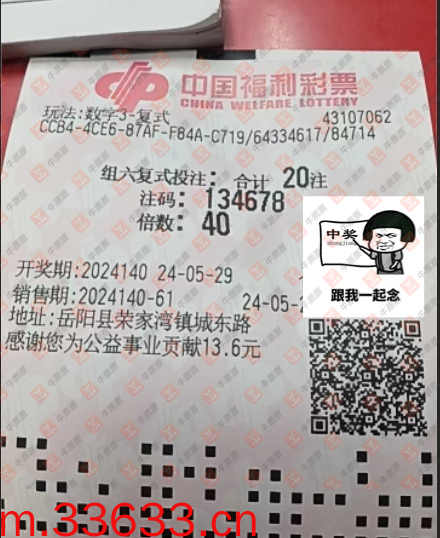 中国福利彩票
CHINA WELFARE LOTTERY
玩法:数字3-复式 43107062
CCB4-4CE6-87AF-F84A-C719/64334617/84714
组六复式投注: 合计 20注
注码: 134678
倍数: 40
中奖
跟我一起念
开奖期:2024140 24-05-29
销售期:2024140-61 24-05-2
地址:岳阳县荣家湾镇城东路
感谢您为公益事业贡献13.6元
m.33633.cn